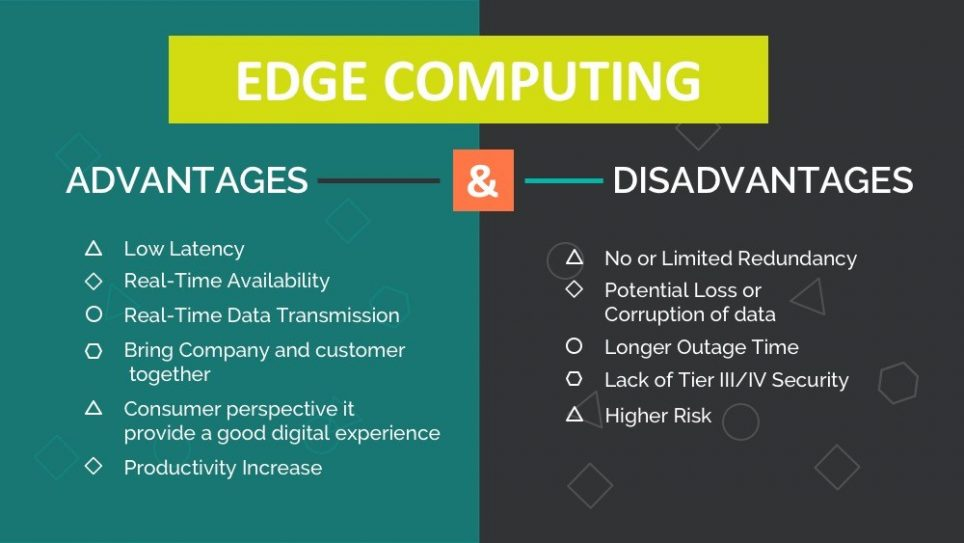 EDGE COMPUTING
ADVANTAGES
&
DISADVANTAGES
Low Latency
Real-Time Availability
Real-Time Data Transmission
Bring Company and customer
together
Consumer perspective it
provide a good digital experience
Productivity Increase
No or Limited Redundancy
Potential Loss or
Corruption of data
Longer Outage Time
Lack of Tier III/IV Security
Higher Risk